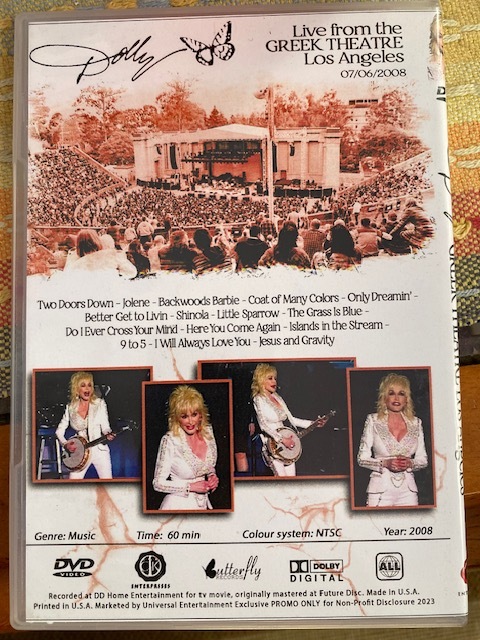 Dolly
Live from the
GREEK THEATRE
Los Angeles
07/06/2008
Two Doors Down - Jolene - Backwoods Barbie - Coat of Many Colors - Only Dreamin' -
Better Get to Livin - Shinola - Little Sparrow - The Grass Is Blue -
Do I Ever Cross Your Mind - Here You Come Again - Islands in the Stream -
9 to 5 - I Will Always Love You - Jesus and Gravity
Genre: Music Time: 60 min Colour system: NTSC Year: 2008
DVD
VIDEO
ENTERPRISES
Butterfly
RECORDS
DOLBY
DIGITAL
ALL
Recorded at DD Home Entertainment for tv movie, originally mastered at Future Disc. Made in U.S.A.
Printed in U.S.A. Marketed by Universal Entertainment Exclusive PROMO ONLY for Non-Profit Disclosure 2023